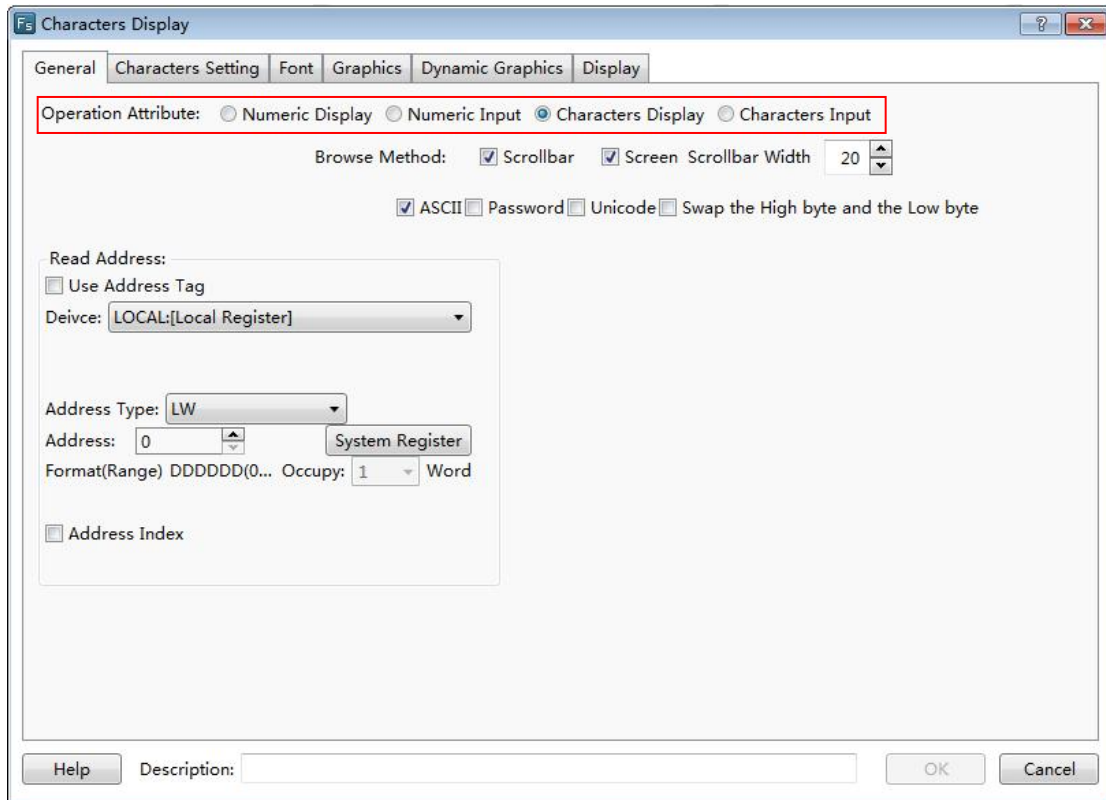 Fs Characters Display
General Characters Setting Font Graphics Dynamic Graphics Display
Operation Attribute: Numeric Display Numeric Input Characters Display Characters Input
Browse Method: Scrollbar Screen Scrollbar Width 20
ASCII Password Unicode Swap the High byte and the Low byte
Read Address:
Use Address Tag
Deivce: LOCAL:[Local Register]
Address Type: LW
Address: 0 System Register
Format(Range) DDDDDD(0... Occupy: 1 Word
Address Index
Help Description: OK Cancel